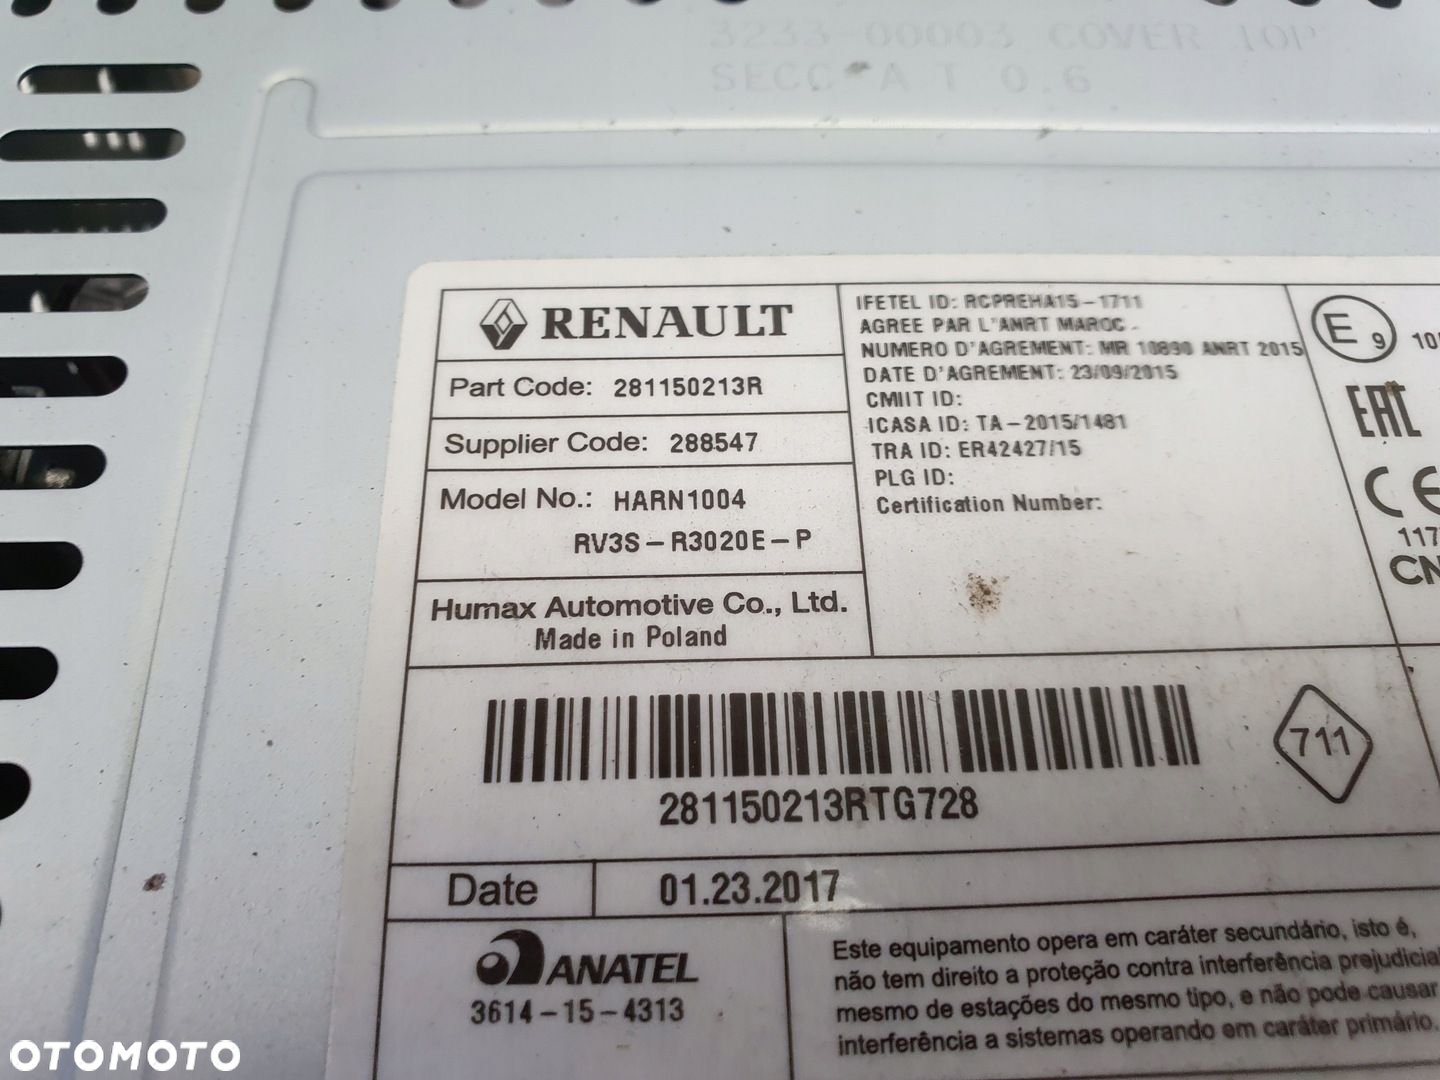 3233-00003 COVER TOP
SECC-A T 0.6
RENAULT
Part Code: 281150213R
Supplier Code: 288547
Model No.: HARN1004
RV3S-R3020E-P
Humax Automotive Co., Ltd.
Made in Poland
IFETEL ID: RCPREHA15-1711
AGREE PAR L'ANRT MAROC
NUMERO D'AGREMENT: MR 10890 ANRT 2015
DATE D'AGREMENT: 23/09/2015
CMIIT ID:
ICASA ID: TA-2015/1481
TRA ID: ER42427/15
PLG ID:
Certification Number:
E9
EAC
CE
281150213RTG728
711
Date 01.23.2017
ANATEL
3614-15-4313
Este equipamento opera em caráter secundário, isto é,
não tem direito a proteção contra interferência prejudicial
mesmo de estações do mesmo tipo, e não pode causar
interferência a sistemas operando em caráter primário.
OTOMOTO